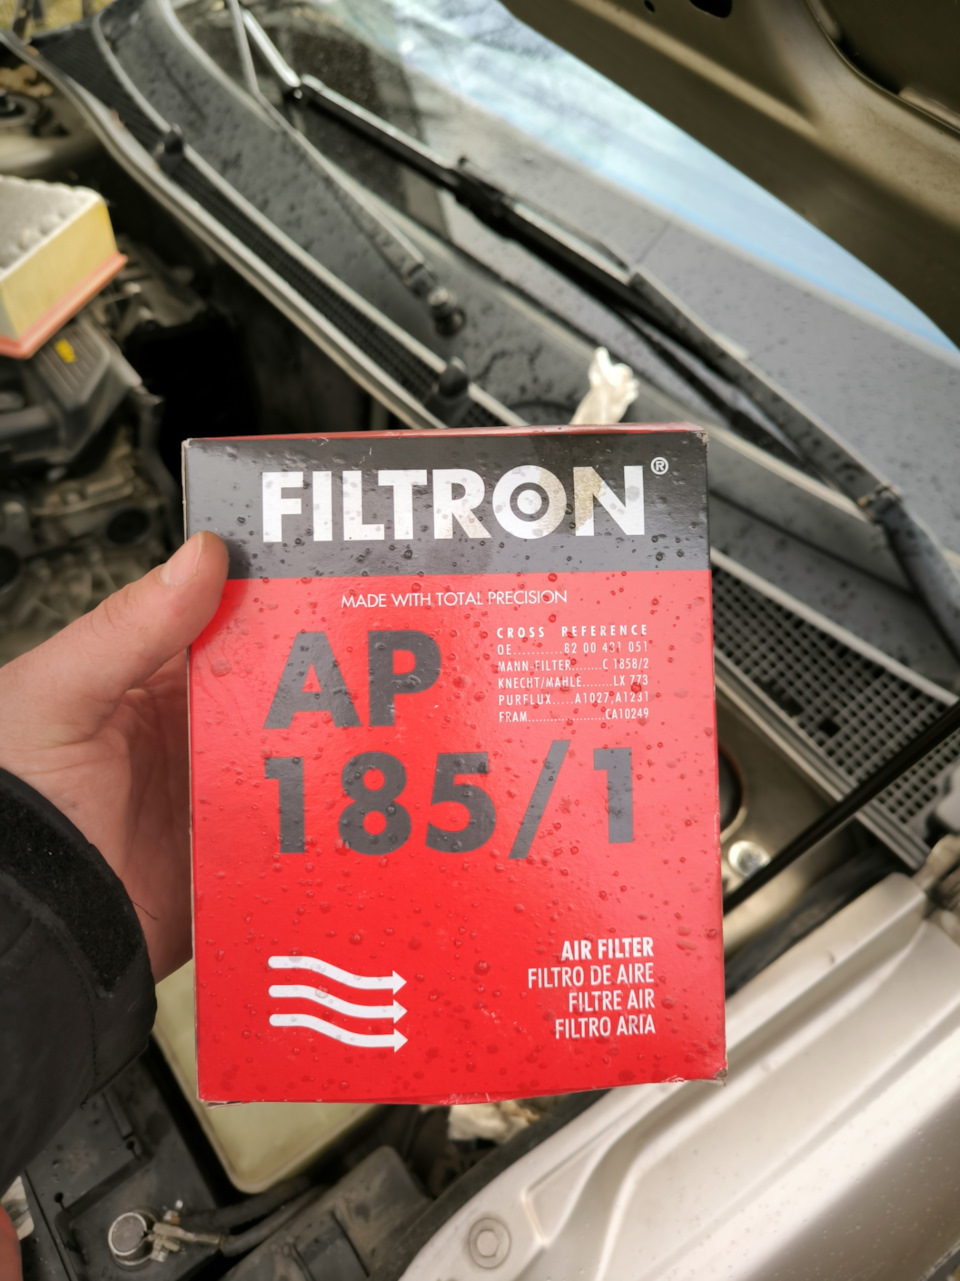 FILTRON®
MADE WITH TOTAL PRECISION
AP
185/1
CROSS REFERENCE
OE...........82 00 431 051
MANN-FILTER........C 1858/2
KNECHT/MAHLE.......LX 773
PURFLUX.....A1027,A1231
FRAM....................CA10249
AIR FILTER
FILTRO DE AIRE
FILTRE AIR
FILTRO ARIA